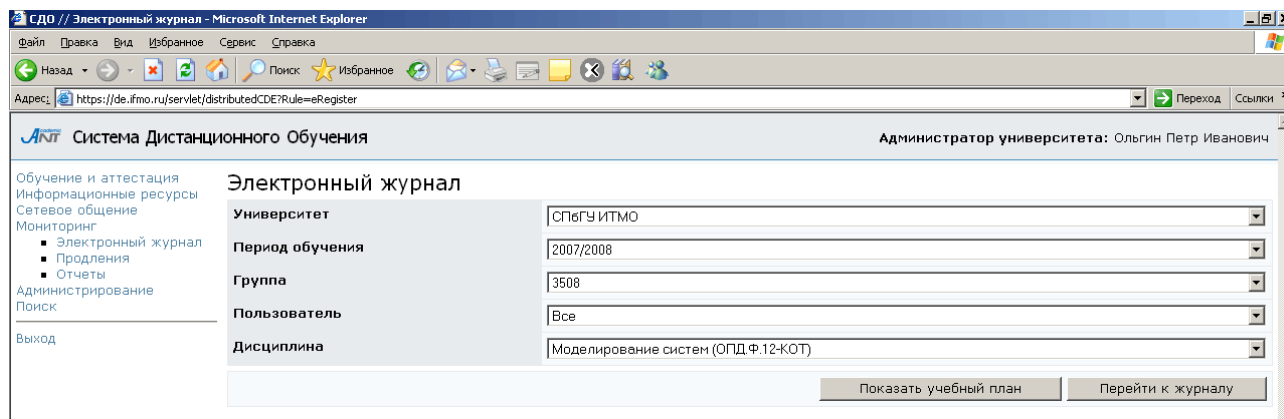 СДО // Электронный журнал - Microsoft Internet Explorer
Файл Правка Вид Избранное Сервис Справка
Назад Поиск Избранное
Адрес: https://de.ifmo.ru/servlet/distributedCDE?Rule=eRegister Переход Ссылки
Academic ANT Система Дистанционного Обучения Администратор университета: Ольгин Петр Иванович
Обучение и аттестация
Информационные ресурсы
Сетевое общение
Мониторинг
Электронный журнал
Продления
Отчеты
Администрирование
Поиск
Выход
Электронный журнал
Университет СПбГУ ИТМО
Период обучения 2007/2008
Группа 3508
Пользователь Все
Дисциплина Моделирование систем (ОПД.Ф.12-КОТ)
Показать учебный план Перейти к журналу